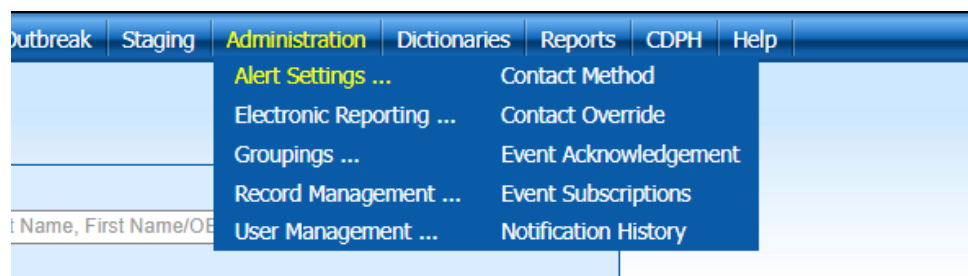 Outbreak Staging Administration Dictionaries Reports CDPH Help
Alert Settings ... Contact Method
Electronic Reporting ... Contact Override
Groupings ... Event Acknowledgement
Record Management ... Event Subscriptions
t Name, First Name/OE
User Management ... Notification History